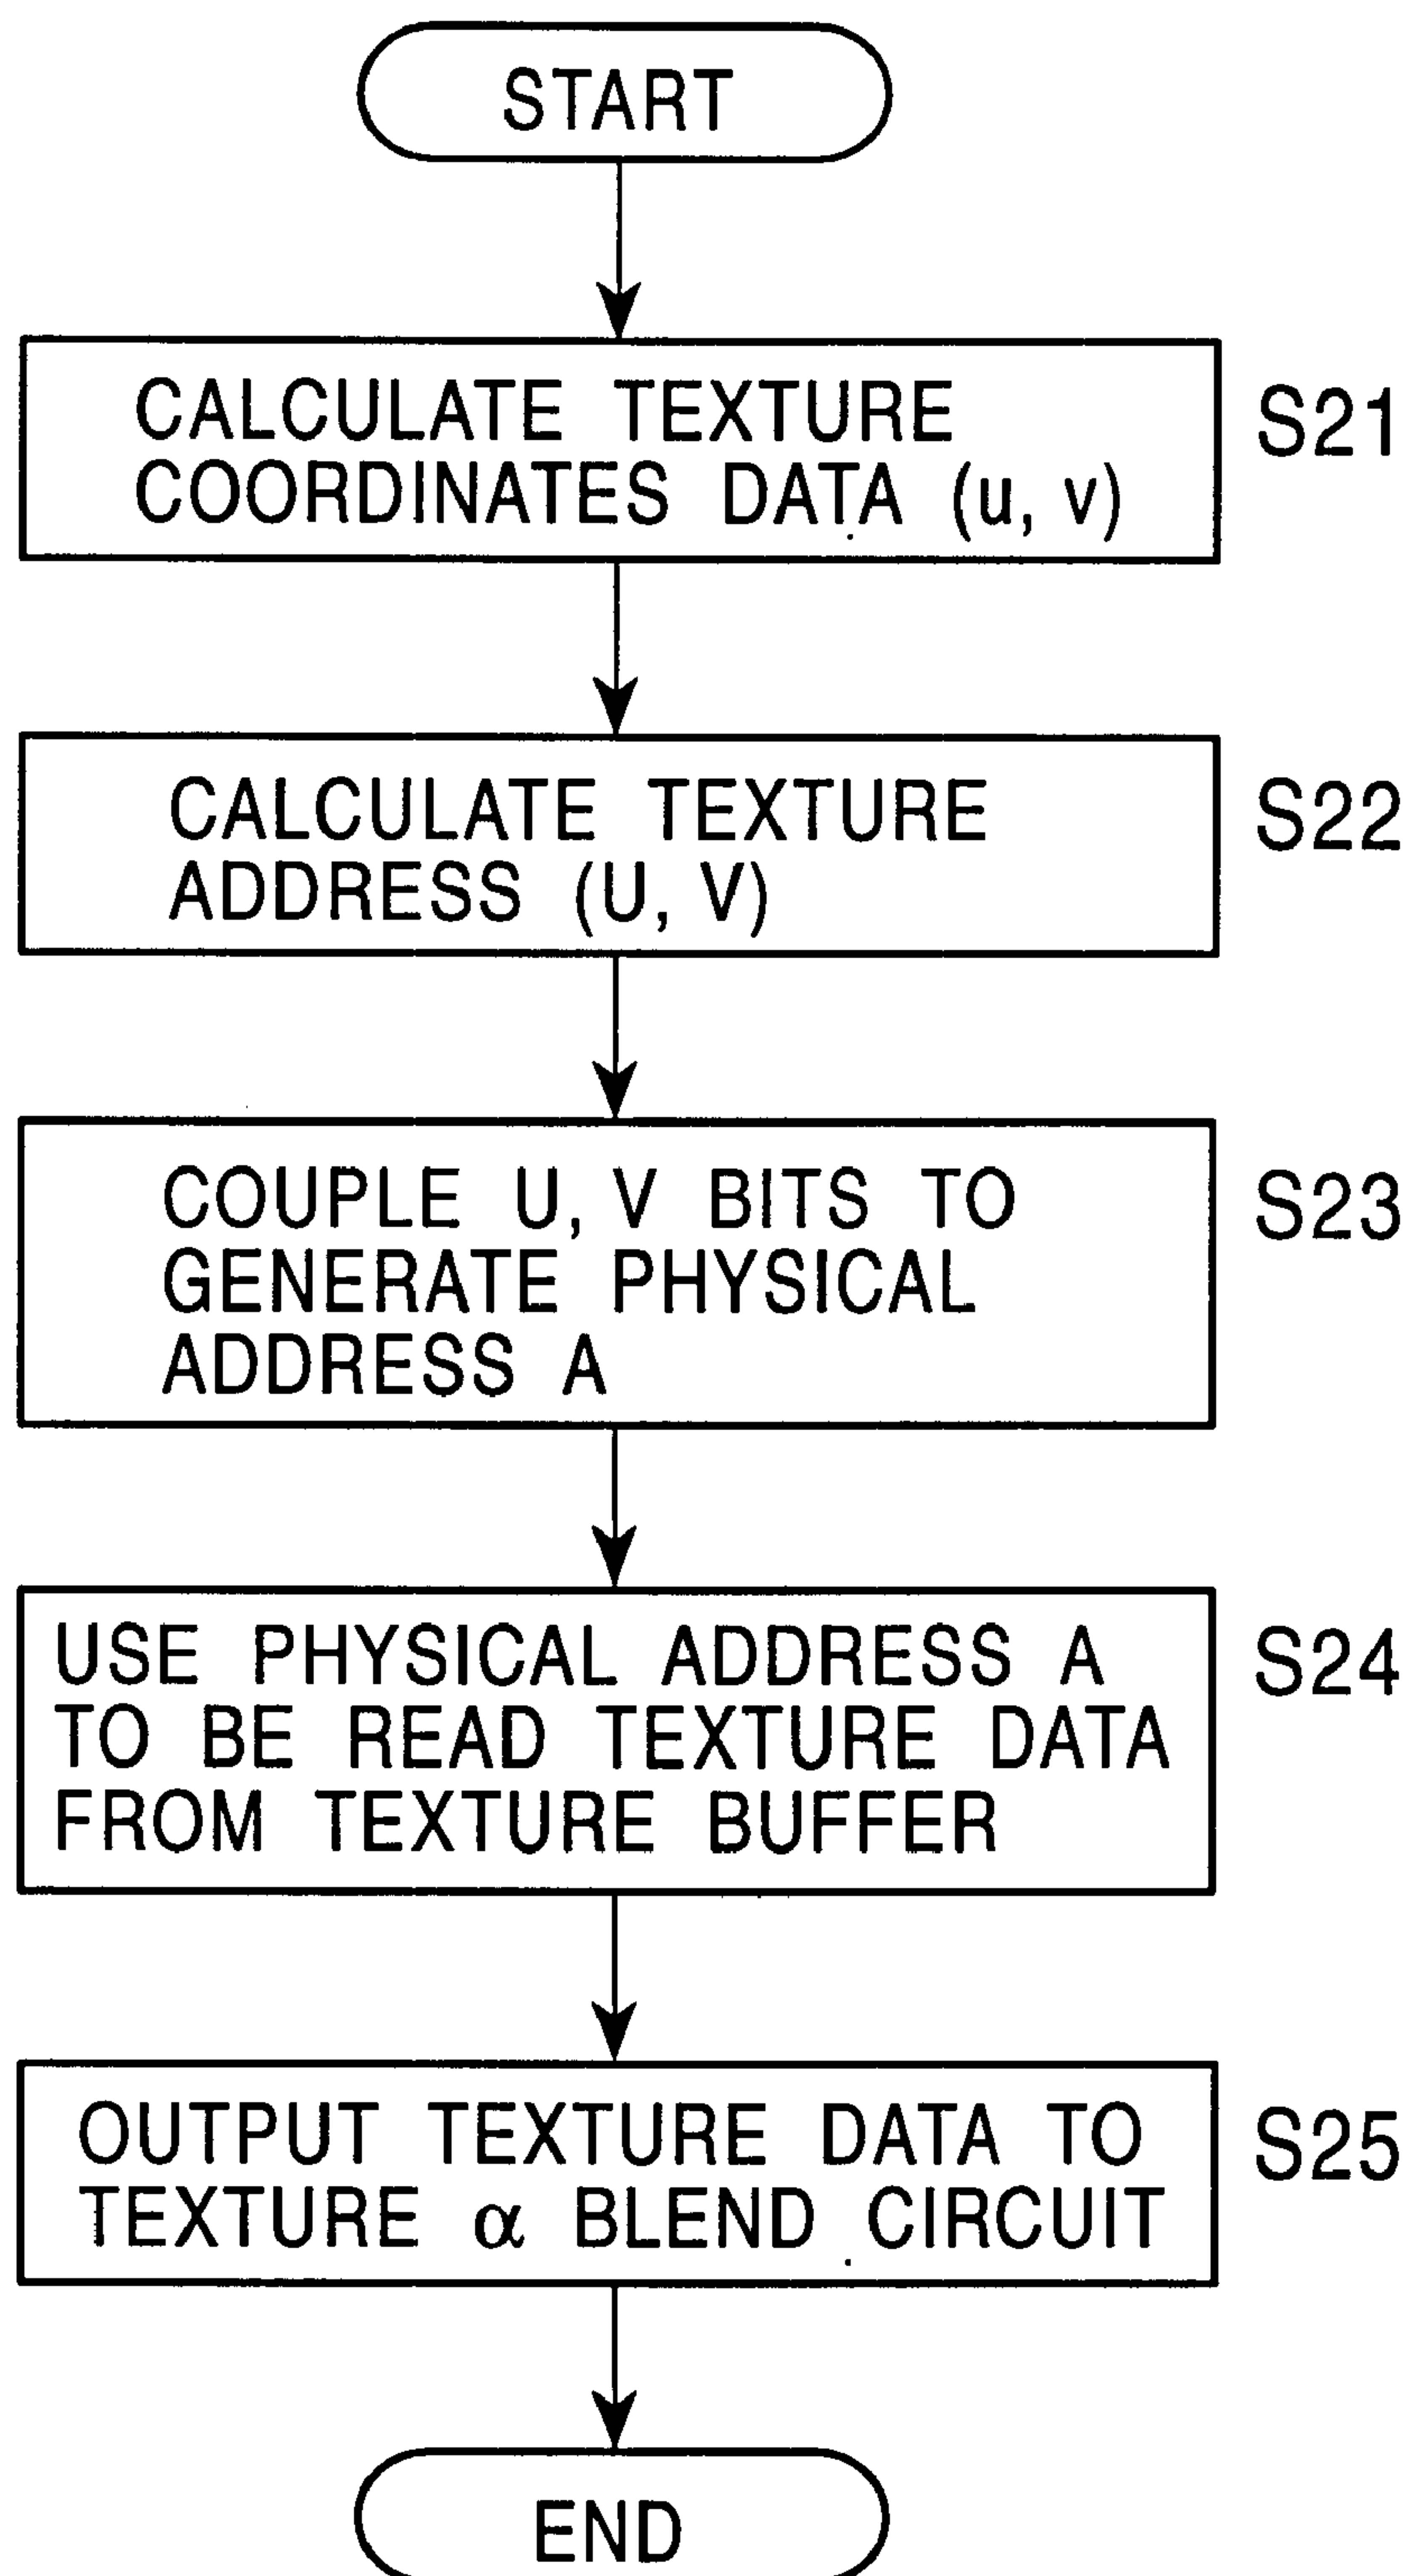 START
CALCULATE TEXTURE
COORDINATES DATA (u, v)
S21
CALCULATE TEXTURE
ADDRESS (U, V)
S22
COUPLE U, V BITS TO
GENERATE PHYSICAL
ADDRESS A
S23
USE PHYSICAL ADDRESS A
TO BE READ TEXTURE DATA
FROM TEXTURE BUFFER
S24
OUTPUT TEXTURE DATA TO
TEXTURE α BLEND CIRCUIT
S25
END